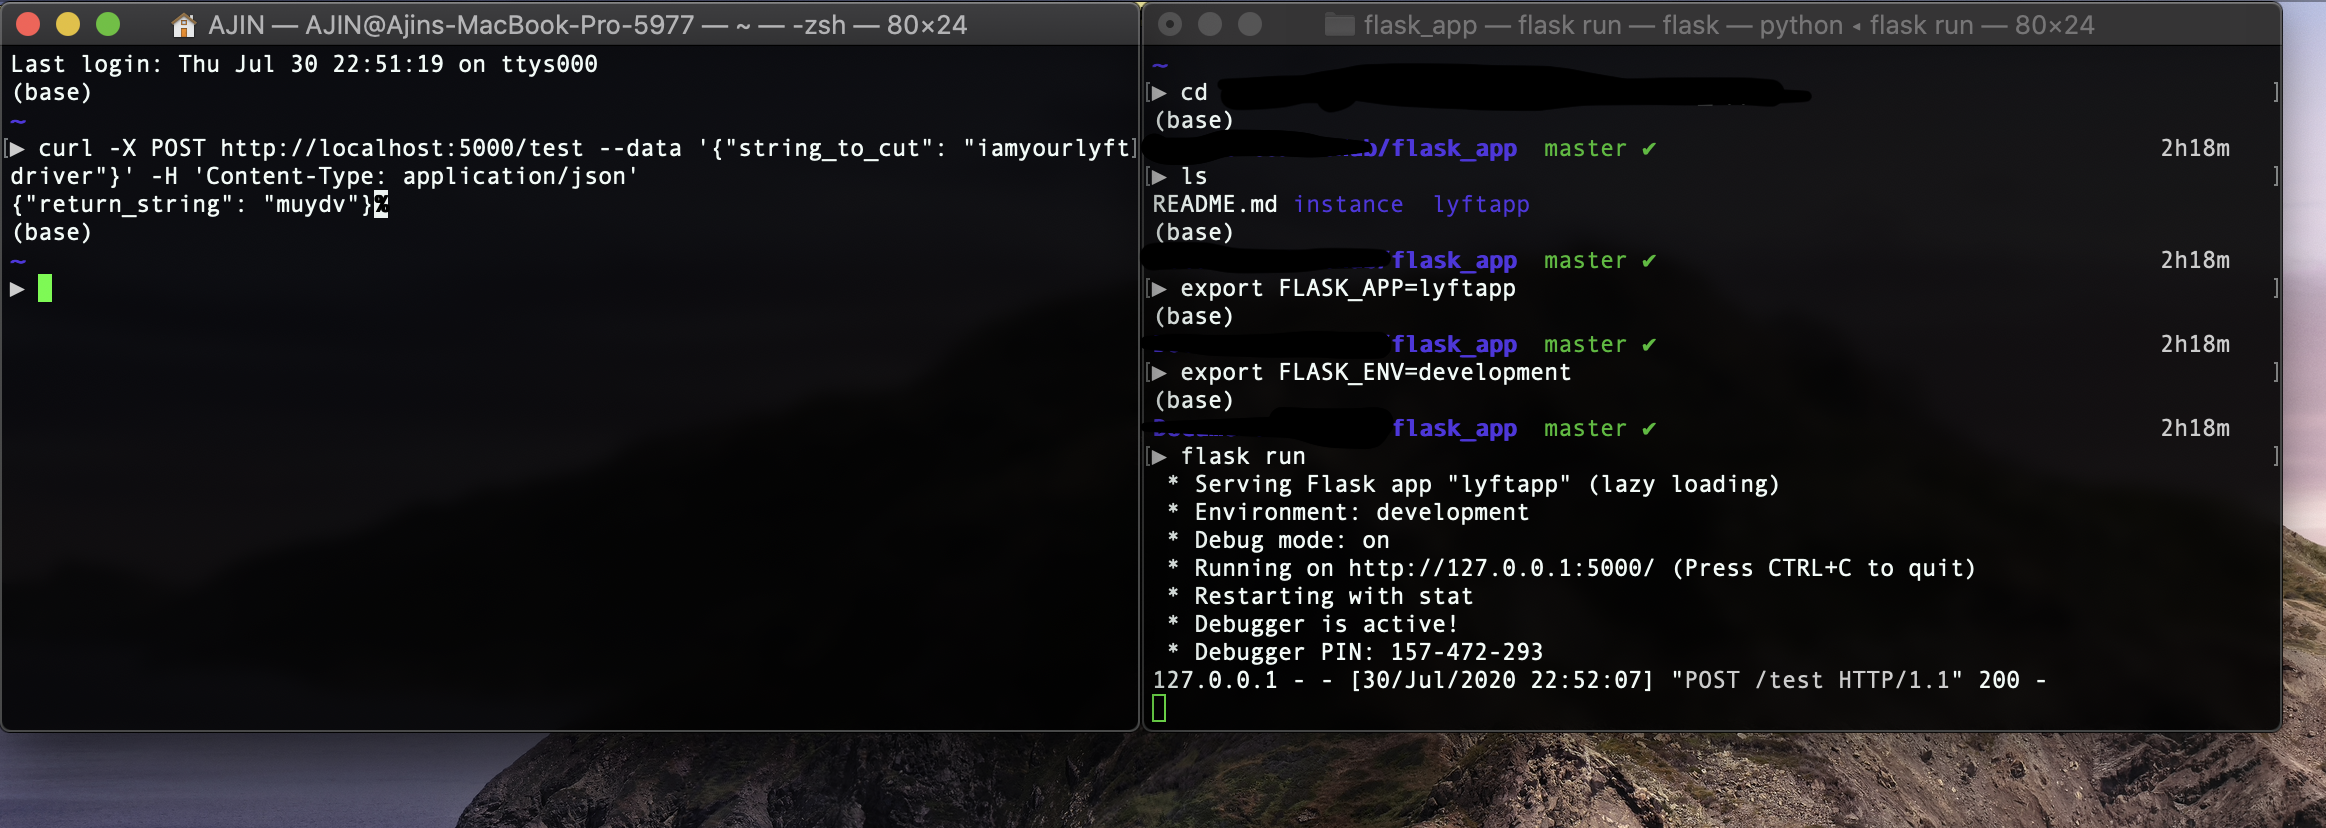 AJIN — AJIN@Ajins-MacBook-Pro-5977 — ~ — -zsh — 80×24
Last login: Thu Jul 30 22:51:19 on ttys000
(base)
~
[▶ curl -X POST http://localhost:5000/test --data '{"string_to_cut": "iamyourlyft]
driver"}' -H 'Content-Type: application/json'
{"return_string": "muydv"}%
(base)
~
▶
flask_app — flask run — flask — python ◂ flask run — 80×24
~
[▶ cd ]
(base)
/flask_app master ✔ 2h18m
[▶ ls ]
README.md instance lyftapp
(base)
/flask_app master ✔ 2h18m
[▶ export FLASK_APP=lyftapp ]
(base)
/flask_app master ✔ 2h18m
[▶ export FLASK_ENV=development ]
(base)
/flask_app master ✔ 2h18m
[▶ flask run ]
* Serving Flask app "lyftapp" (lazy loading)
* Environment: development
* Debug mode: on
* Running on http://127.0.0.1:5000/ (Press CTRL+C to quit)
* Restarting with stat
* Debugger is active!
* Debugger PIN: 157-472-293
127.0.0.1 - - [30/Jul/2020 22:52:07] "POST /test HTTP/1.1" 200 -